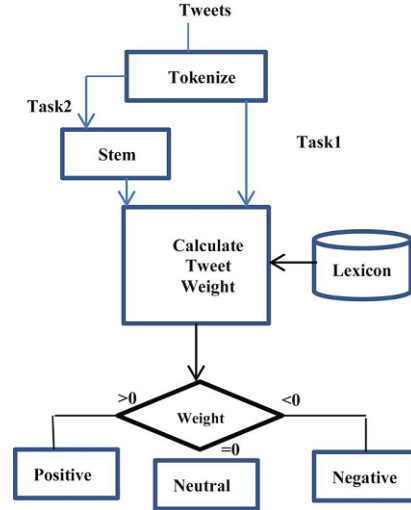 Tweets
Tokenize
Task2
Task1
Stem
Calculate
Tweet
Weight
Lexicon
>0
<0
Weight
=0
Positive
Neutral
Negative